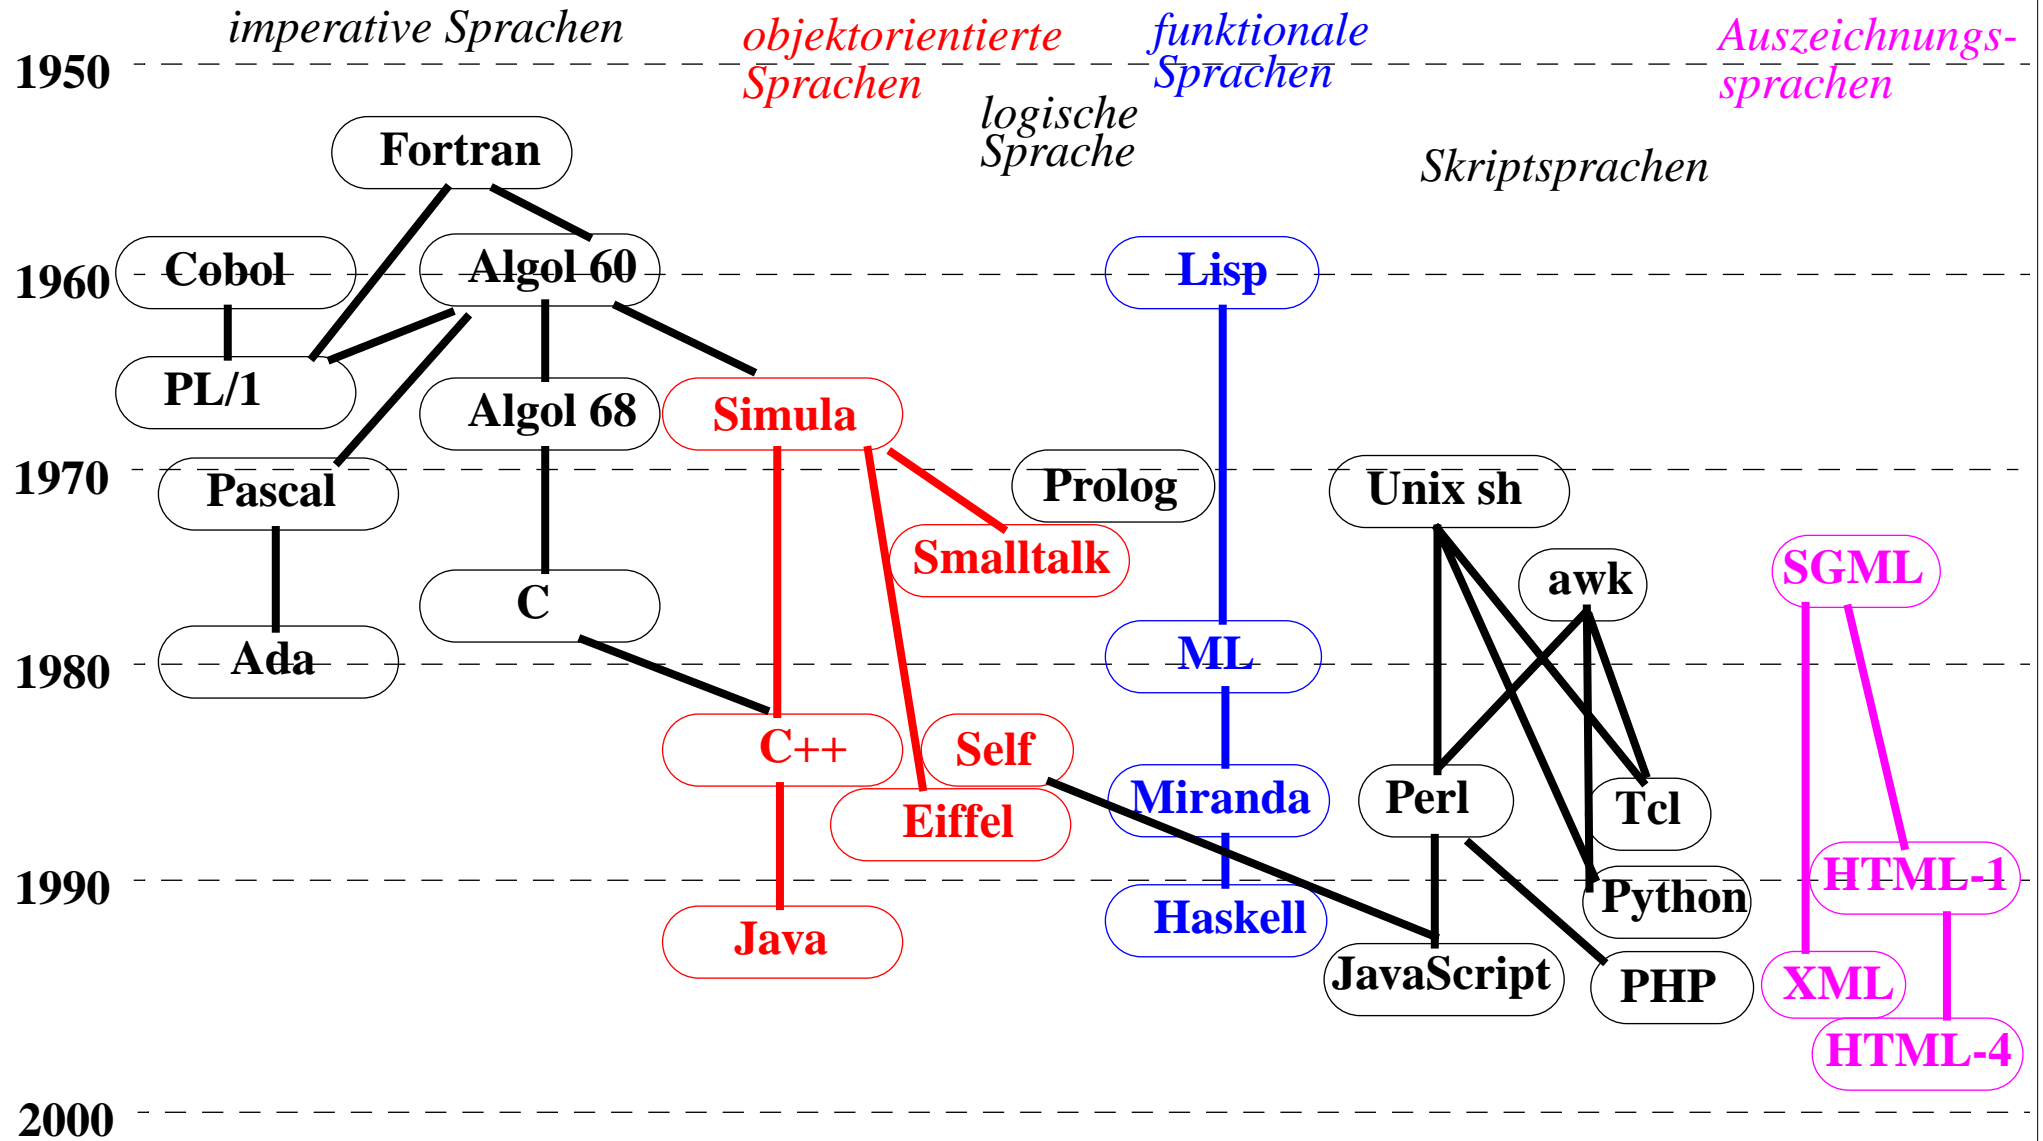 imperative Sprachen
objektorientierte
Sprachen
funktionale
Sprachen
Auszeichnungs-
sprachen
1950
logische
Sprache
Skriptsprachen
Fortran
Cobol
Algol 60
Lisp
1960
PL/1
Algol 68
Simula
1970
Pascal
Prolog
Unix sh
Smalltalk
awk
SGML
C
Ada
ML
1980
C++
Self
Miranda
Perl
Tcl
Eiffel
1990
HTML-1
Python
Haskell
Java
JavaScript
PHP
XML
HTML-4
2000